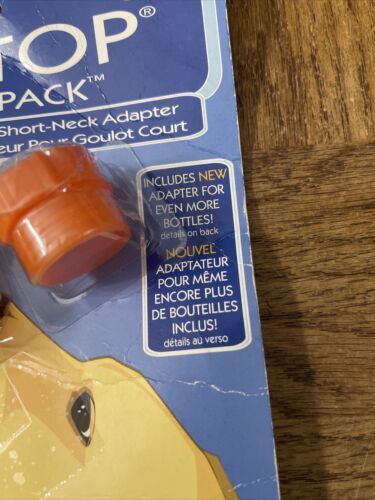 TOP®
PACK™
Short-Neck Adapter
eur Pour Goulot Court
INCLUDES NEW
ADAPTER FOR
EVEN MORE
BOTTLES!
details on back
NOUVEL
ADAPTATEUR
POUR MÊME
ENCORE PLUS
DE BOUTEILLES
INCLUS!
détails au verso